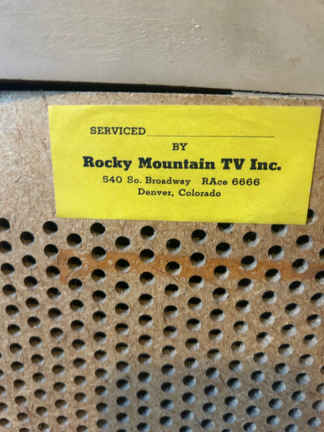 SERVICED
BY
Rocky Mountain TV Inc.
540 So. Broadway RAce 6666
Denver, Colorado